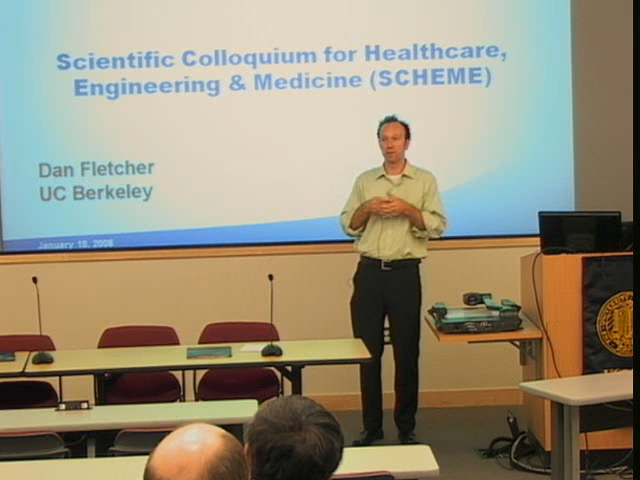 Scientific Colloquium for Healthcare,
Engineering & Medicine (SCHEME)
Dan Fletcher
UC Berkeley
January 18, 2008